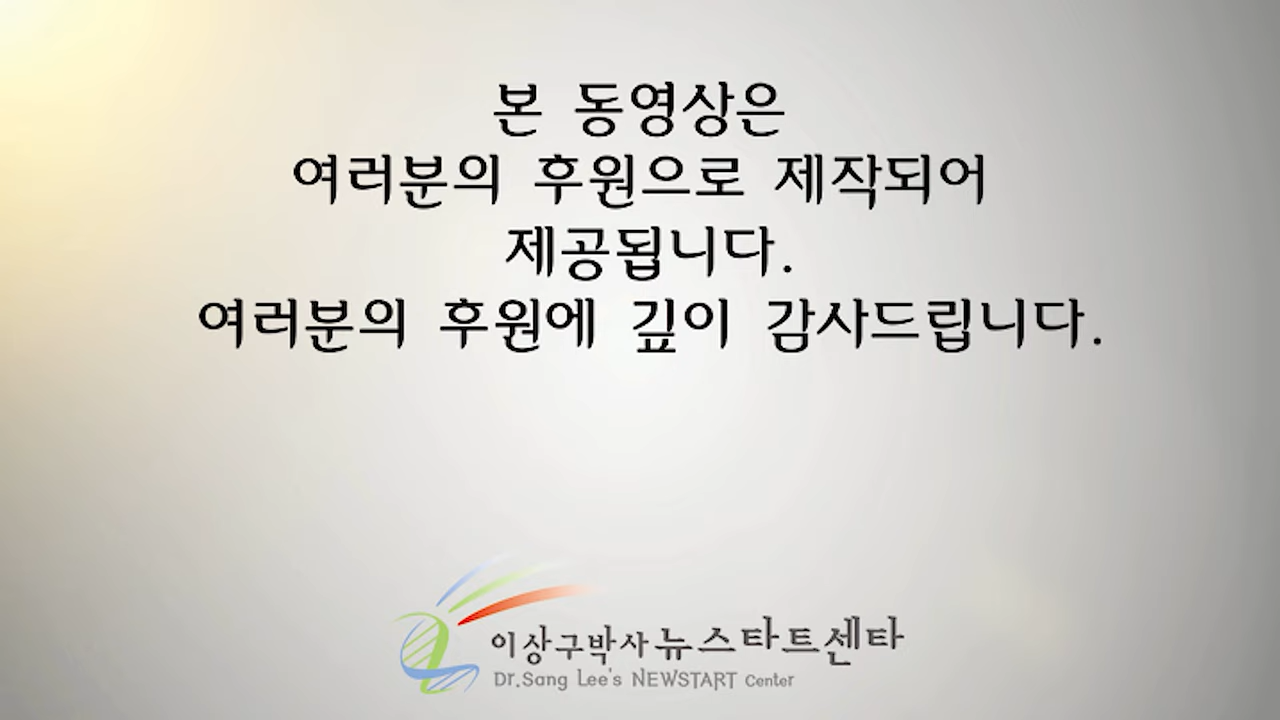 본 동영상은
여러분의 후원으로 제작되어
제공됩니다.
여러분의 후원에 깊이 감사드립니다.
이상구박사 뉴스타트센타
Dr.Sang Lee's NEWSTART Center